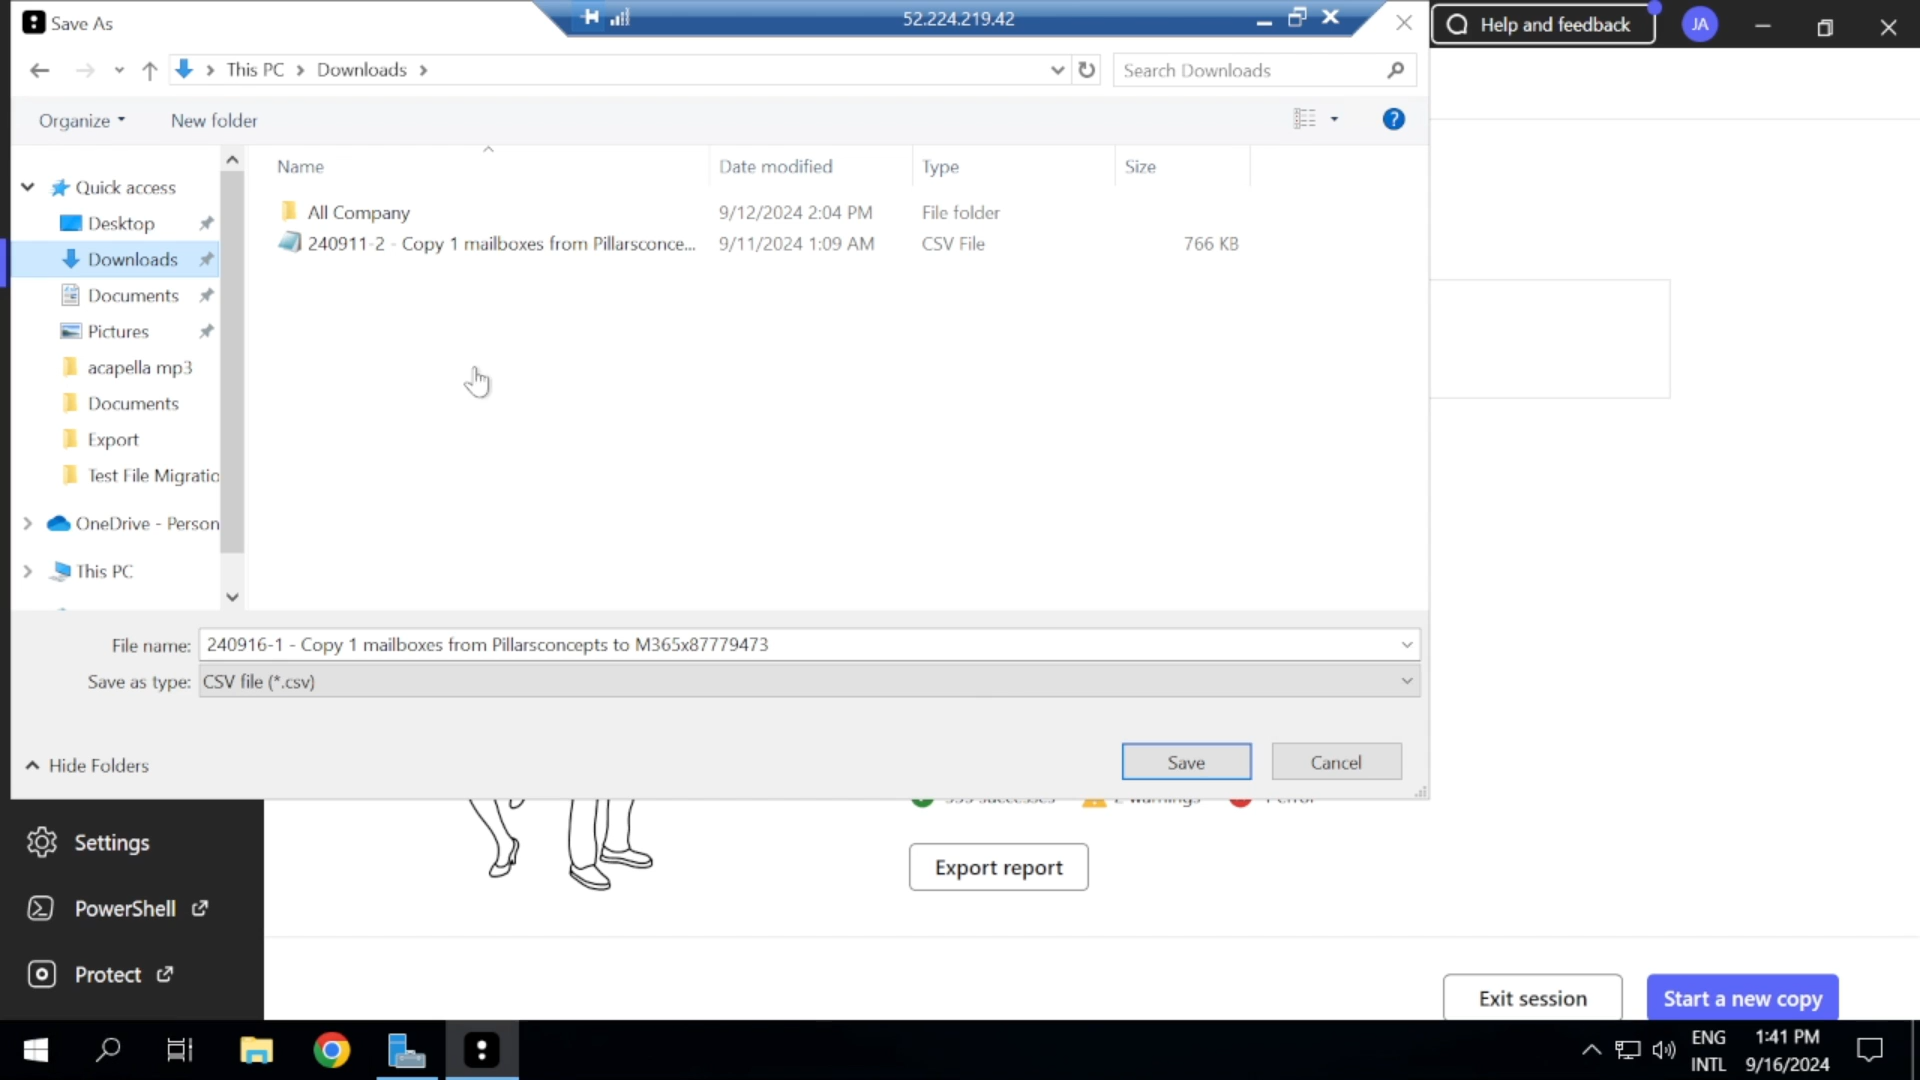 Save As
52.224.219.42
Help and feedback
JA
This PC
Downloads
Search Downloads
Organize
New folder
?
Name
Date modified
Type
Size
Quick access
Desktop
Downloads
Documents
Pictures
acapella mp3
Documents
Export
Test File Migratio
OneDrive - Person
This PC
All Company
9/12/2024 2:04 PM
File folder
240911-2 - Copy 1 mailboxes from Pillarsconce...
9/11/2024 1:09 AM
CSV File
766 KB
File name: 240916-1 - Copy 1 mailboxes from Pillarsconcepts to M365x87779473
Save as type: CSV file (*.csv)
Hide Folders
Save
Cancel
Settings
PowerShell
Protect
Export report
Exit session
Start a new copy
ENG
INTL
1:41 PM
9/16/2024